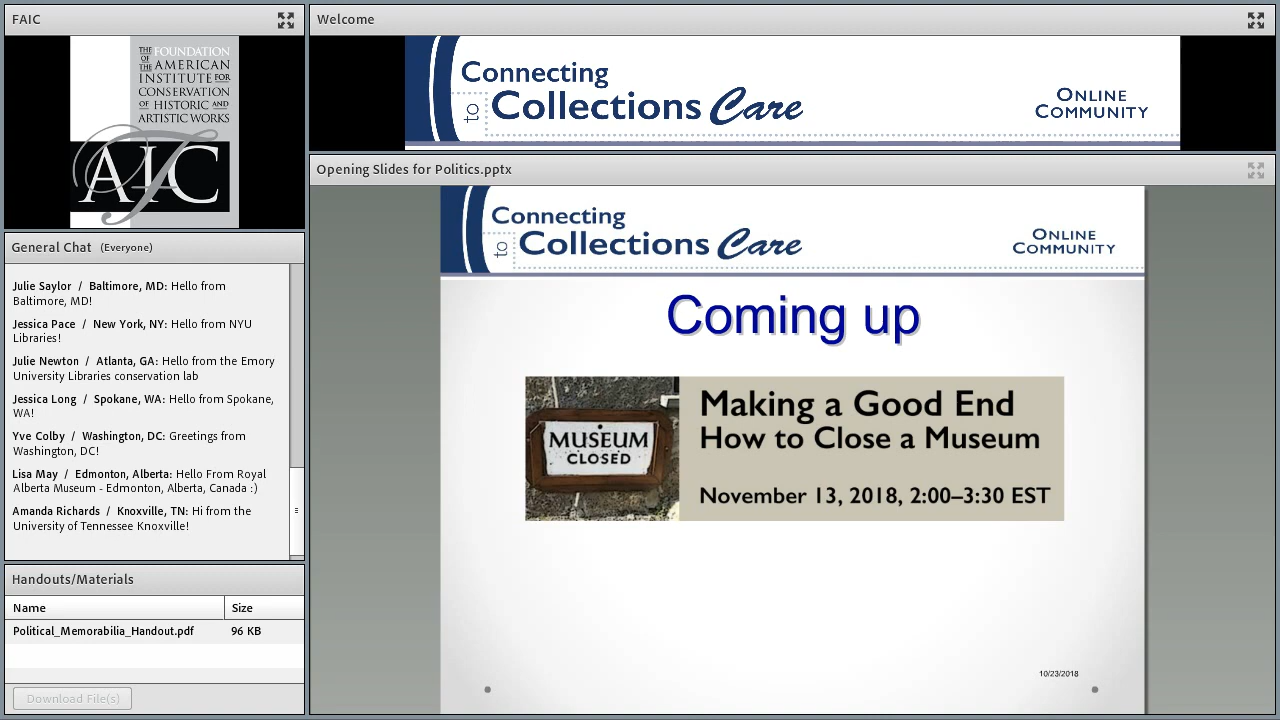 FAIC
THE FOUNDATION
OF THE AMERICAN
INSTITUTE FOR
CONSERVATION
OF HISTORIC AND
ARTISTIC WORKS
AIC
General Chat (Everyone)
Julie Saylor / Baltimore, MD: Hello from
Baltimore, MD!
Jessica Pace / New York, NY: Hello from NYU
Libraries!
Julie Newton / Atlanta, GA: Hello from the Emory
University Libraries conservation lab
Jessica Long / Spokane, WA: Hello from Spokane,
WA!
Yve Colby / Washington, DC: Greetings from
Washington, DC!
Lisa May / Edmonton, Alberta: Hello From Royal
Alberta Museum - Edmonton, Alberta, Canada :)
Amanda Richards / Knoxville, TN: Hi from the
University of Tennessee Knoxville!
Handouts/Materials
Name Size
Political_Memorabilia_Handout.pdf 96 KB
Download File(s)
Welcome
Connecting
to Collections Care
ONLINE
COMMUNITY
Opening Slides for Politics.pptx
Connecting
to Collections Care
ONLINE
COMMUNITY
Coming up
MUSEUM
CLOSED
Making a Good End
How to Close a Museum
November 13, 2018, 2:00–3:30 EST
10/23/2018